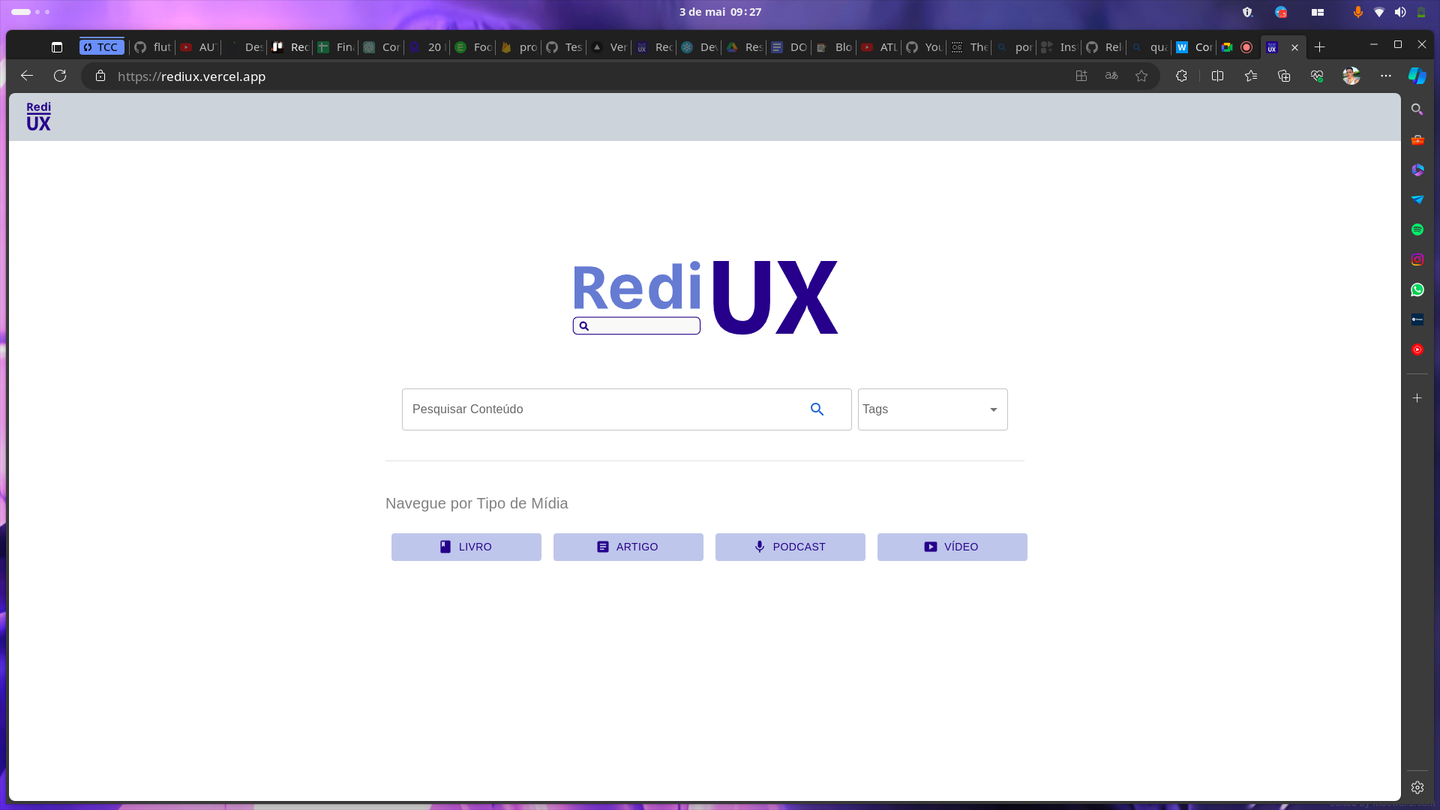 3 de mai 09:27
TCC flut AUT Des Rec Fin Cor 20 Foc pro Tes Ver Rec De Res DO Blo ATL You The por Ins Rel qua Cor
https://rediux.vercel.app
Redi
UX
Redi UX
Pesquisar Conteúdo
Tags
Navegue por Tipo de Mídia
LIVRO ARTIGO PODCAST VÍDEO